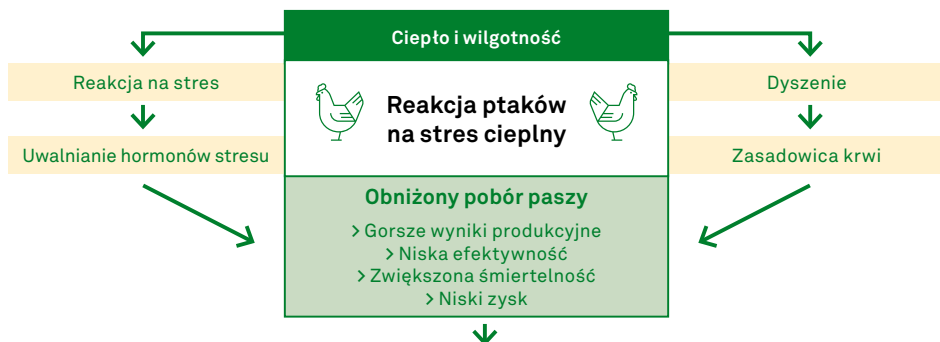 Ciepło i wilgotność
Reakcja na stres
Uwalnianie hormonów stresu
Reakcja ptaków
na stres cieplny
Dyszenie
Zasadowica krwi
Obniżony pobór paszy
> Gorsze wyniki produkcyjne
> Niska efektywność
> Zwiększona śmiertelność
> Niski zysk